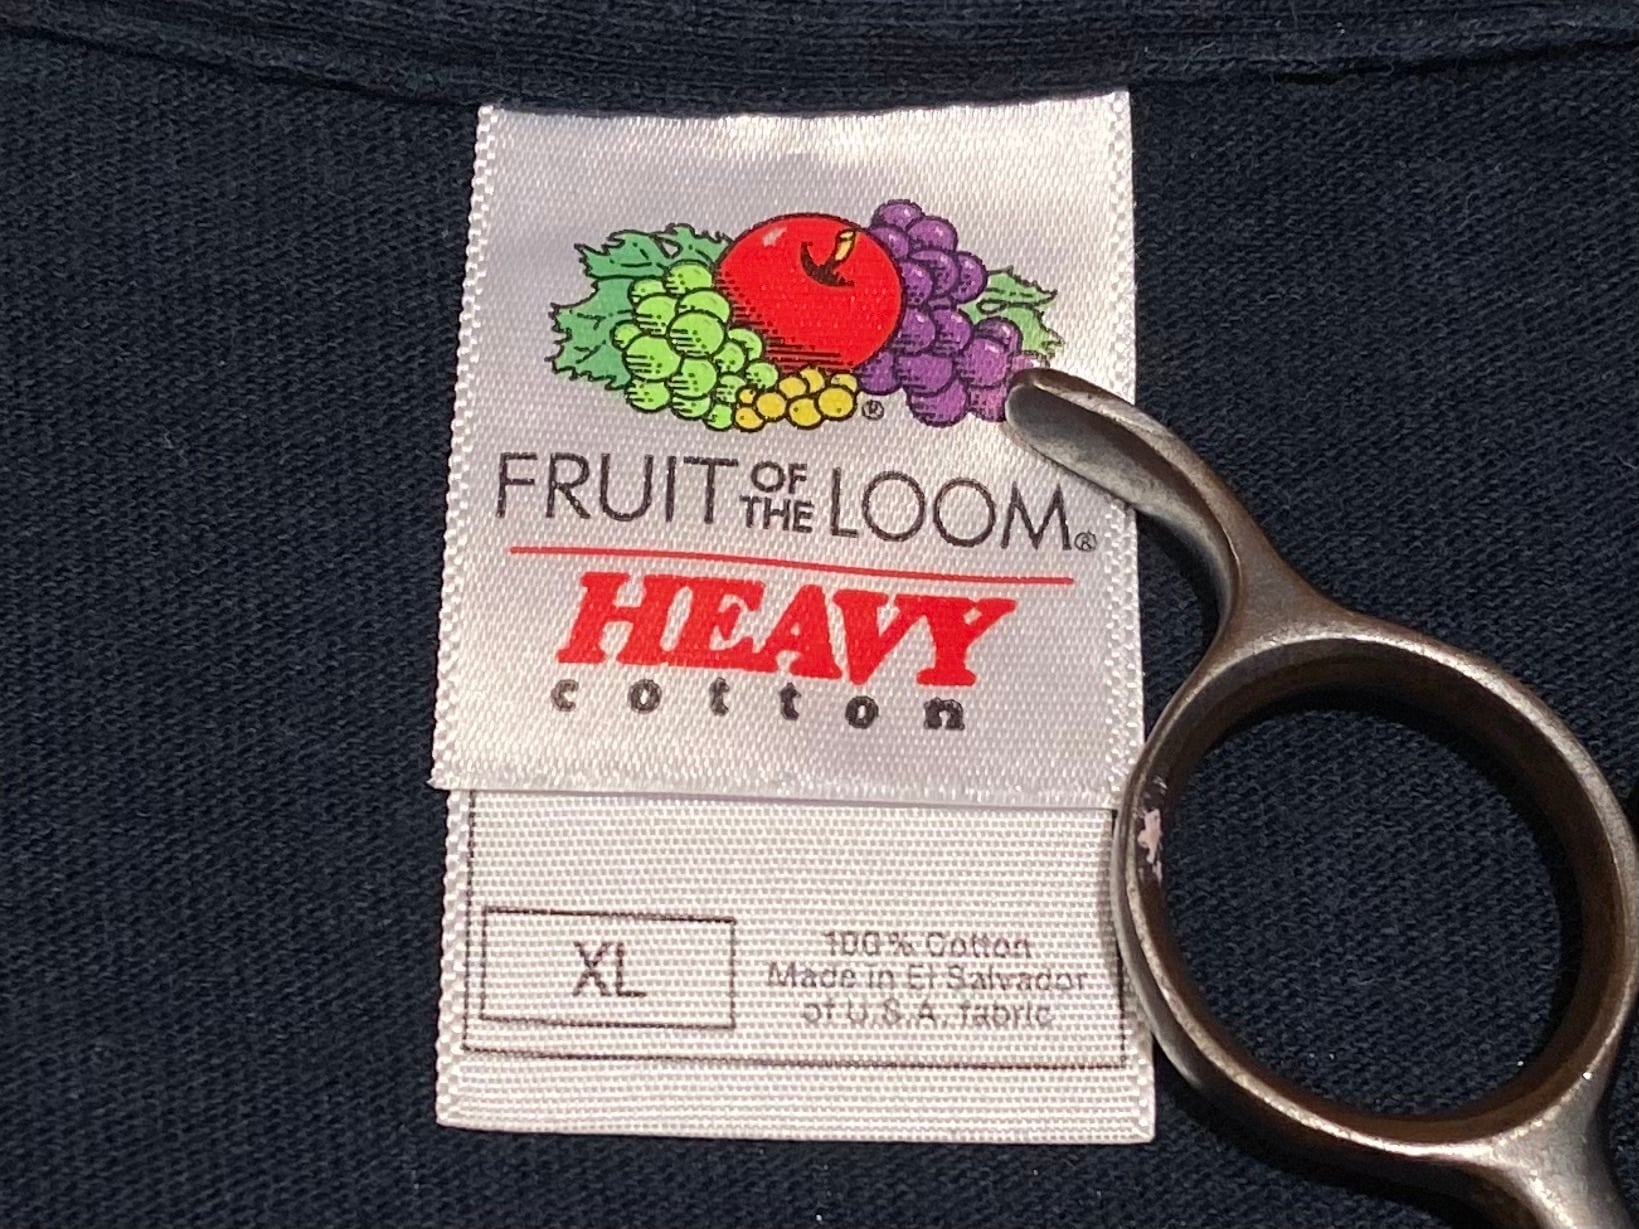 ®
FRUIT OF THE LOOM®
HEAVY
cotton
XL
100% Cotton
Made in El Salvador
of U.S.A. fabric